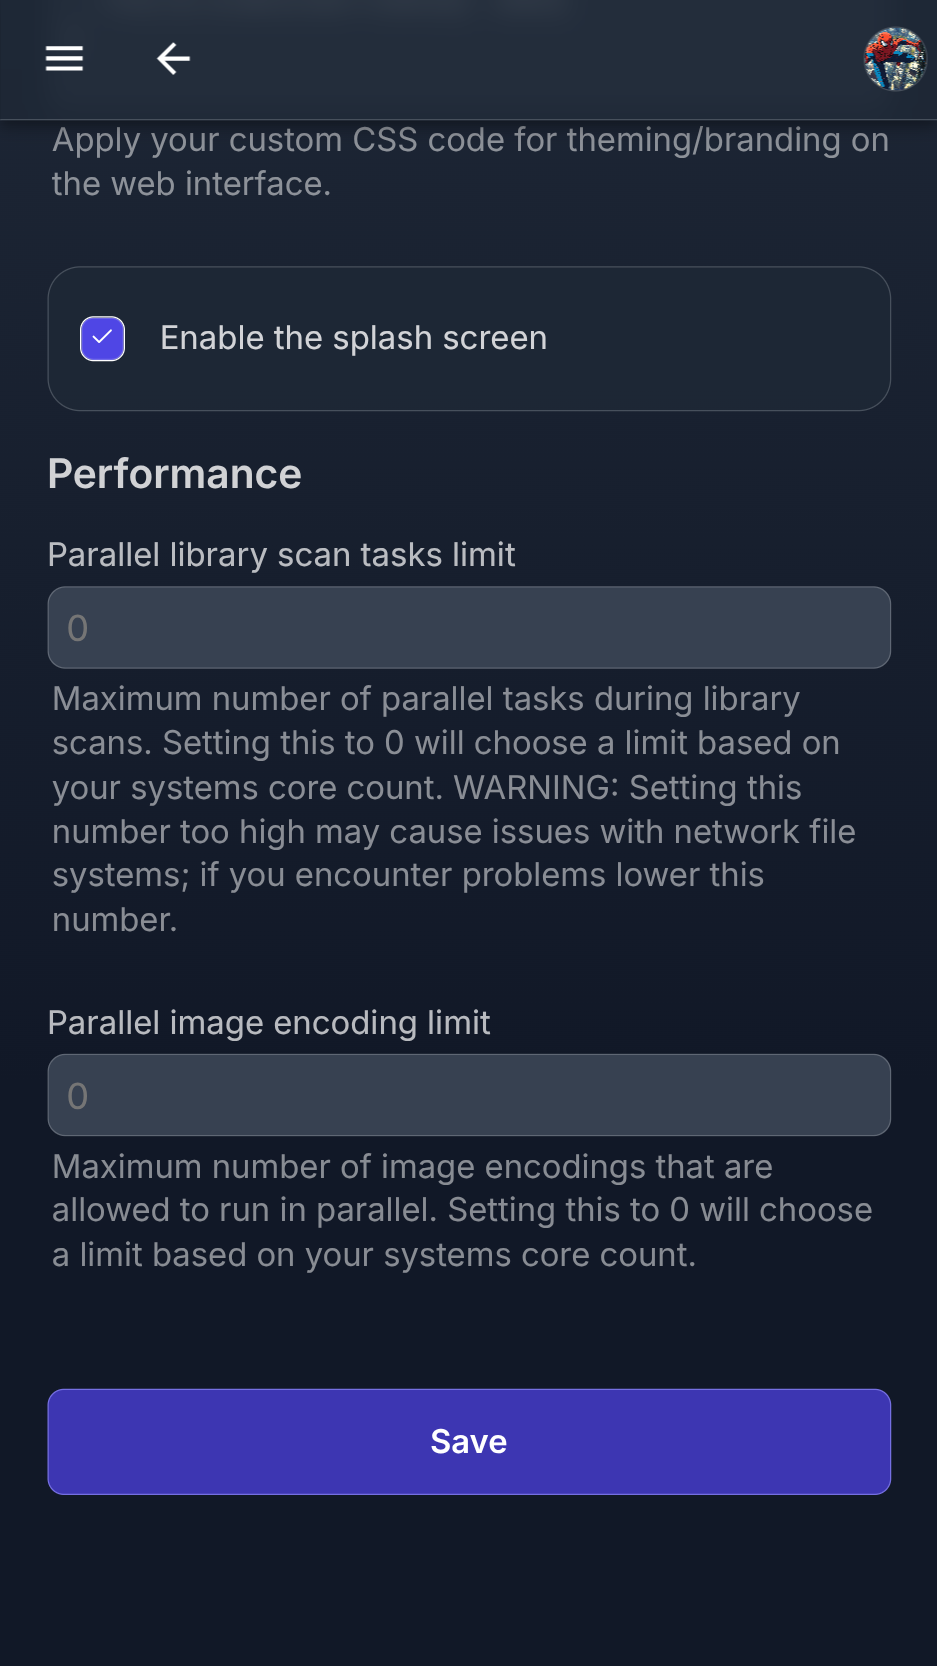 Apply your custom CSS code for theming/branding on
the web interface.
Enable the splash screen
Performance
Parallel library scan tasks limit
0
Maximum number of parallel tasks during library
scans. Setting this to 0 will choose a limit based on
your systems core count. WARNING: Setting this
number too high may cause issues with network file
systems; if you encounter problems lower this
number.
Parallel image encoding limit
0
Maximum number of image encodings that are
allowed to run in parallel. Setting this to 0 will choose
a limit based on your systems core count.
Save